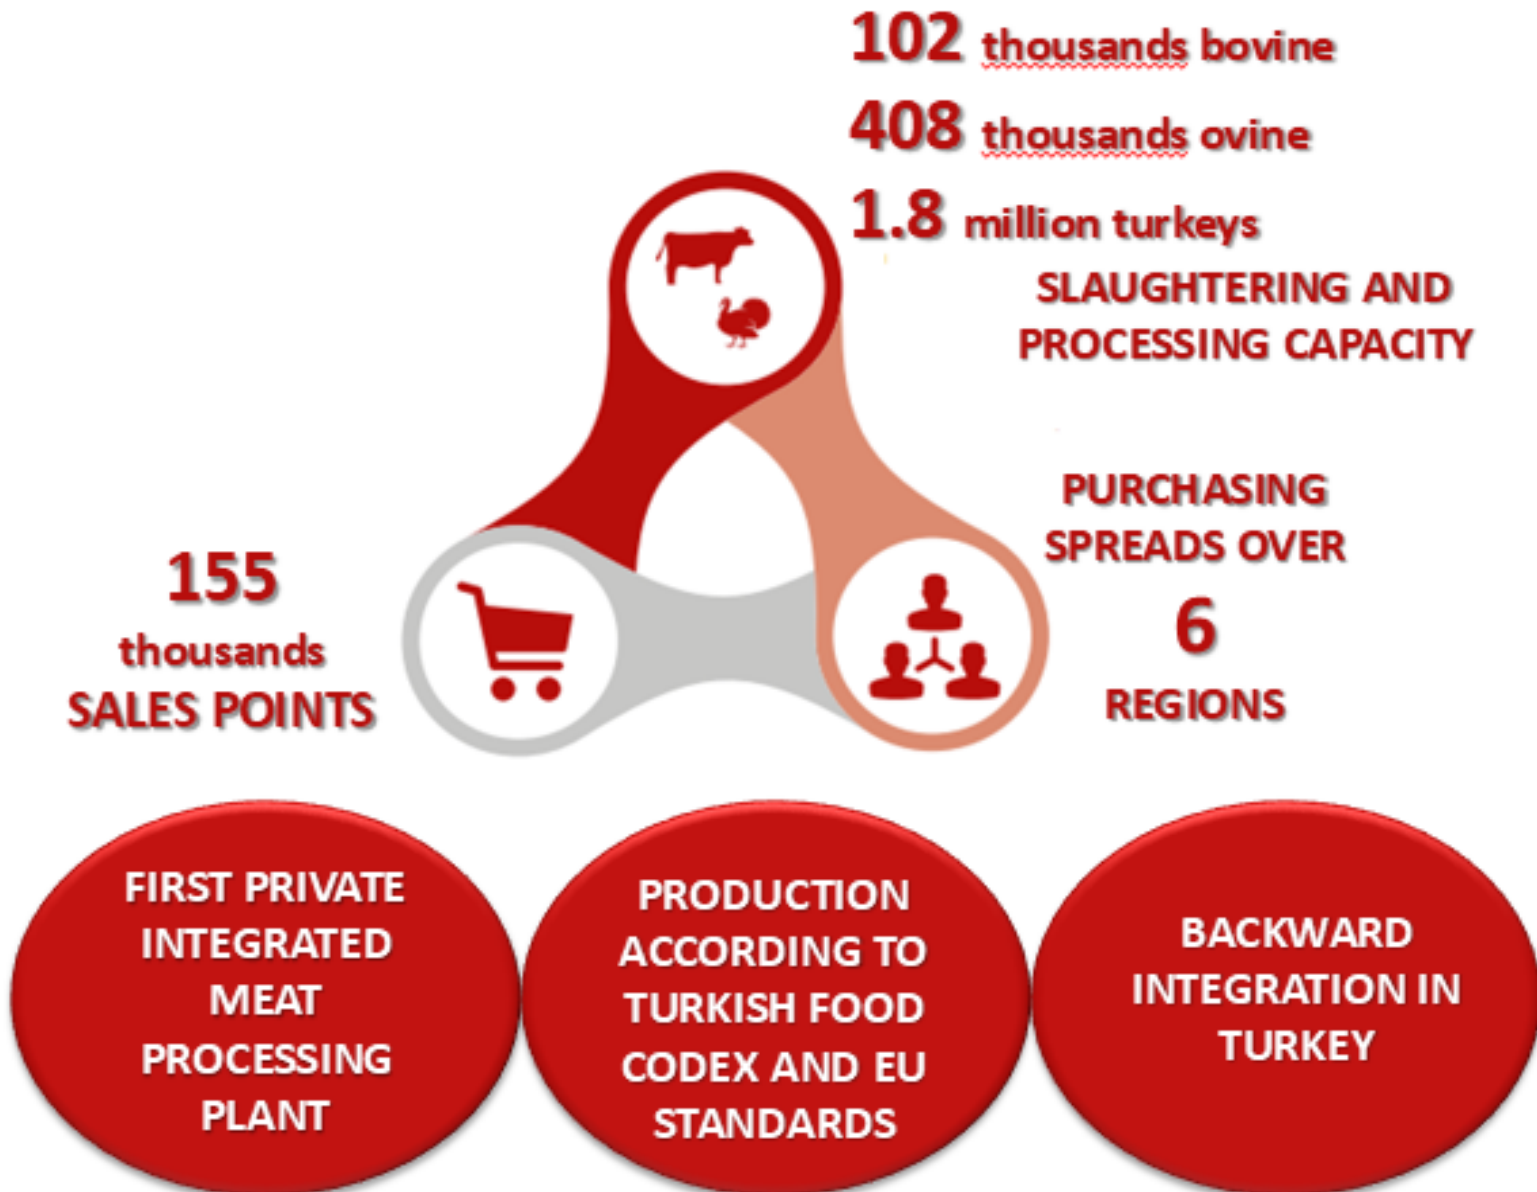 102 thousands bovine
408 thousands ovine
1.8 million turkeys
SLAUGHTERING AND
PROCESSING CAPACITY
PURCHASING
SPREADS OVER
6
REGIONS
155
thousands
SALES POINTS
FIRST PRIVATE
INTEGRATED
MEAT
PROCESSING
PLANT
PRODUCTION
ACCORDING TO
TURKISH FOOD
CODEX AND EU
STANDARDS
BACKWARD
INTEGRATION IN
TURKEY